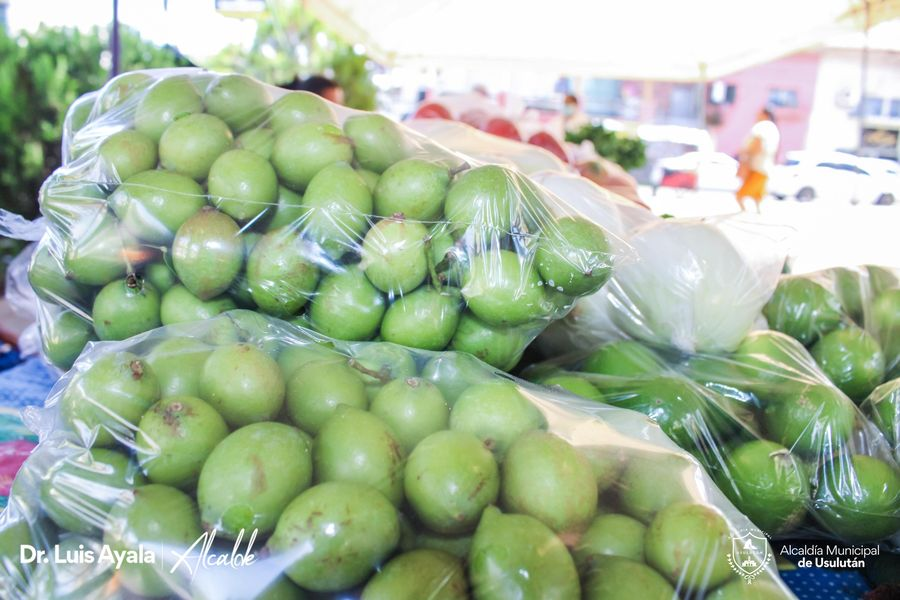 Dr. Luis Ayala | Alcalde
Alcaldía Municipal
de Usulután